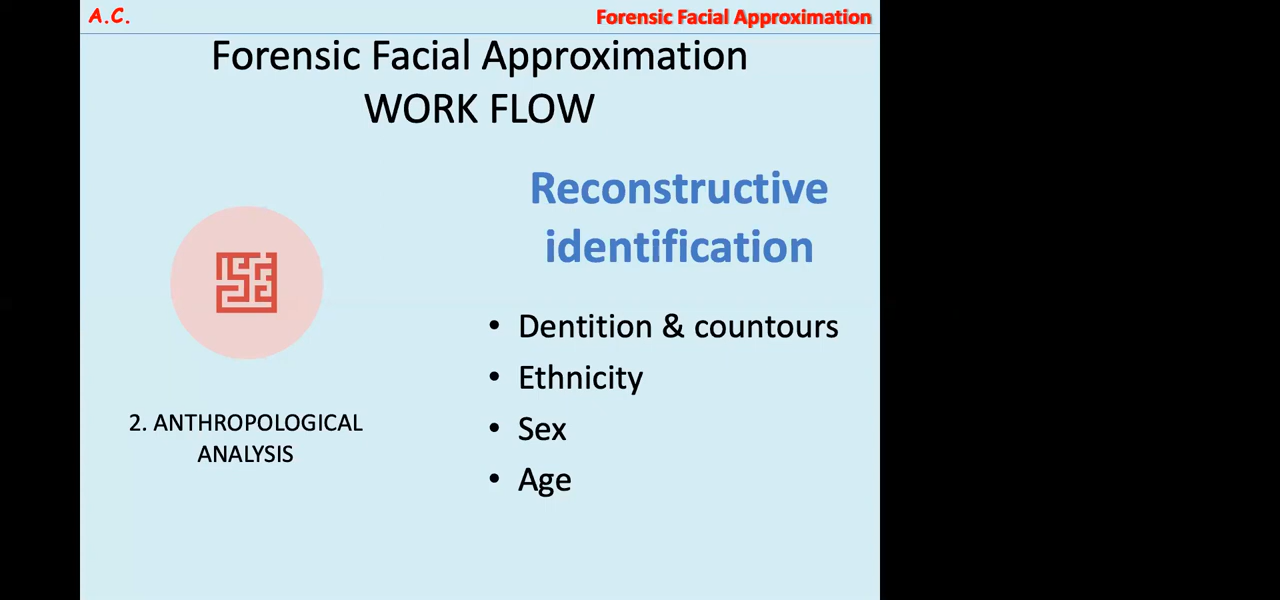 A.C.
Forensic Facial Approximation
Forensic Facial Approximation
WORK FLOW
Reconstructive
identification
• Dentition & countours
• Ethnicity
• Sex
• Age
2. ANTHROPOLOGICAL
ANALYSIS